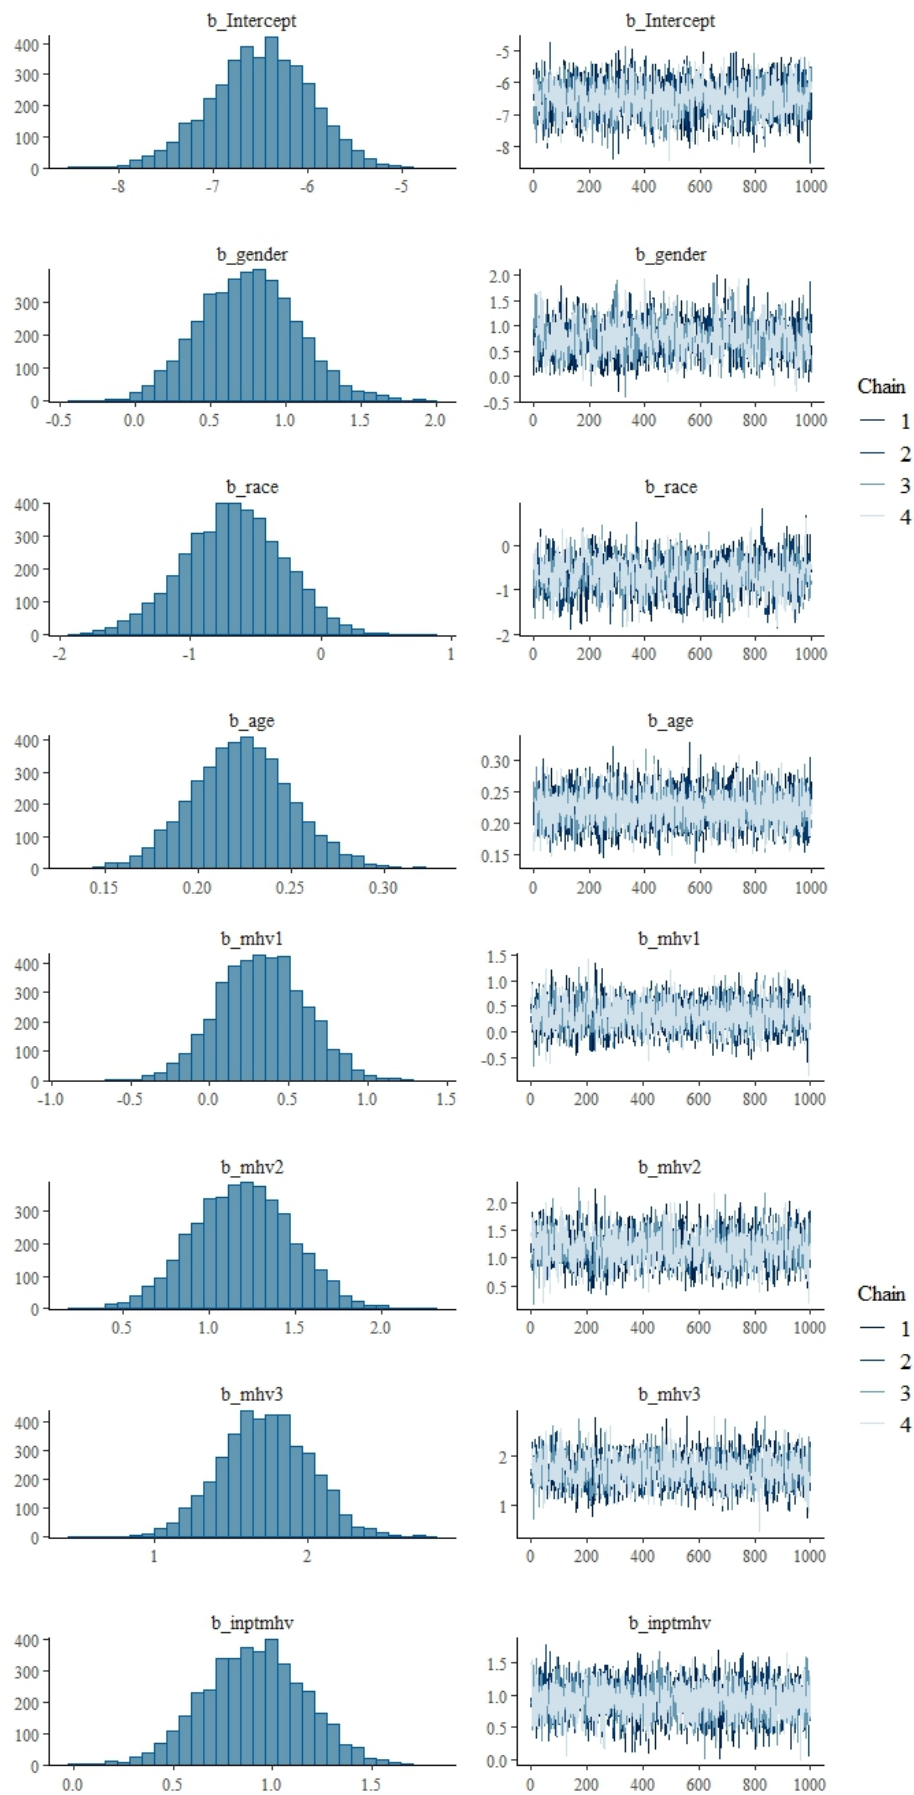 b_Intercept b_Intercept
400 300 200 100 0
-8 -7 -6 -5
-5 -6 -7 -8
0 200 400 600 800 1000
b_gender b_gender
300 200 100 0
-0.5 0.0 0.5 1.0 1.5 2.0
2.0 1.5 1.0 0.5 0.0 -0.5
0 200 400 600 800 1000
Chain
1
2
3
4
b_race b_race
400 300 200 100 0
-2 -1 0 1
0 -1 -2
0 200 400 600 800 1000
b_age b_age
400 300 200 100 0
0.15 0.20 0.25 0.30
0.30 0.25 0.20 0.15
0 200 400 600 800 1000
b_mhv1 b_mhv1
400 300 200 100 0
-1.0 -0.5 0.0 0.5 1.0 1.5
1.5 1.0 0.5 0.0 -0.5
0 200 400 600 800 1000
b_mhv2 b_mhv2
300 200 100 0
0.5 1.0 1.5 2.0
2.0 1.5 1.0 0.5
0 200 400 600 800 1000
Chain
1
2
3
4
b_mhv3 b_mhv3
400 300 200 100 0
1 2
2 1
0 200 400 600 800 1000
b_inptmhv b_inptmhv
400 300 200 100 0
0.0 0.5 1.0 1.5
1.5 1.0 0.5 0.0
0 200 400 600 800 1000